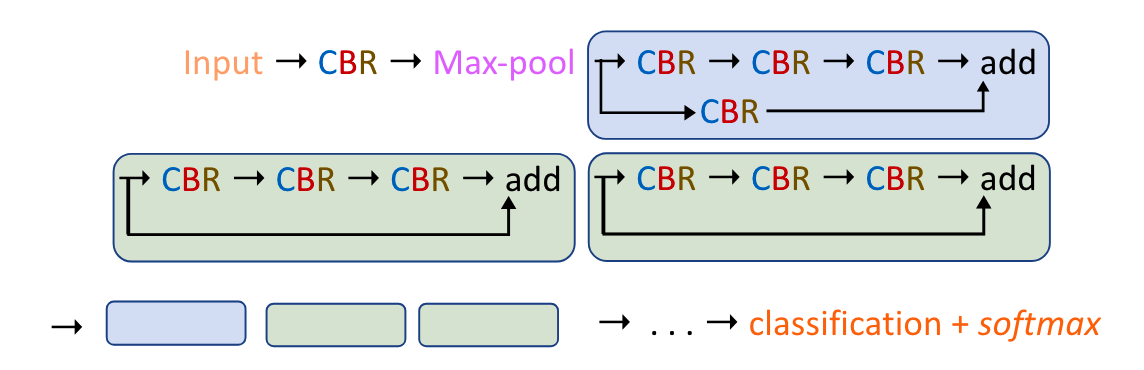 Input → CBR → Max-pool → CBR → CBR → CBR → add
CBR
→ CBR → CBR → CBR → add → CBR → CBR → CBR → add
→ → . . . → classification + softmax